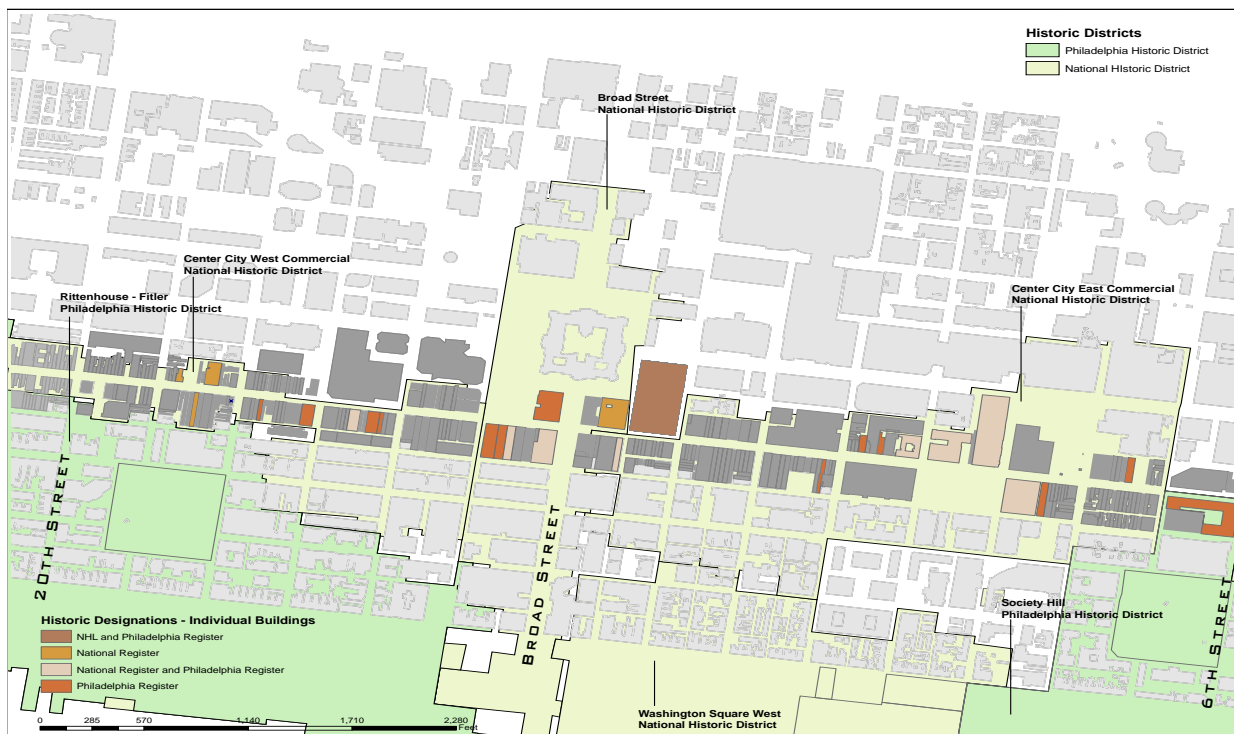 Historic Districts
Philadelphia Historic District
National HIstoric District
Broad Street
National Historic District
Center City West Commercial
National Historic District
Rittenhouse - Fitler
Philadelphia Historic District
Center City East Commercial
National Historic District
20TH STREET
BROAD STREET
6TH STREET
Society Hill
Philadelphia Historic District
Historic Designations - Individual Buildings
NHL and Philadelphia Register
National Register
National Register and Philadelphia Register
Philadelphia Register
Washington Square West
National Historic District
0 285 570 1,140 1,710 2,280
Feet